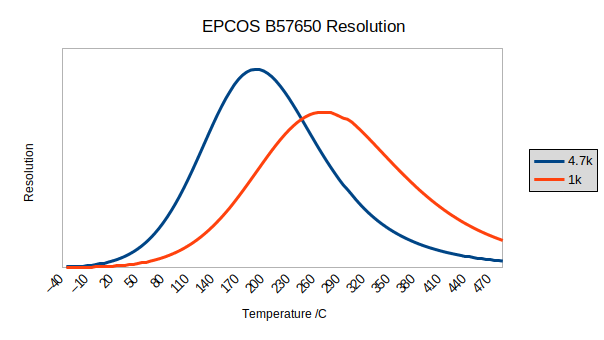 EPCOS B57650 Resolution
Resolution
4.7k
1k
−40 −10 20 50 80 110 140 170 200 230 260 290 320 350 380 410 440 470
Temperature /C